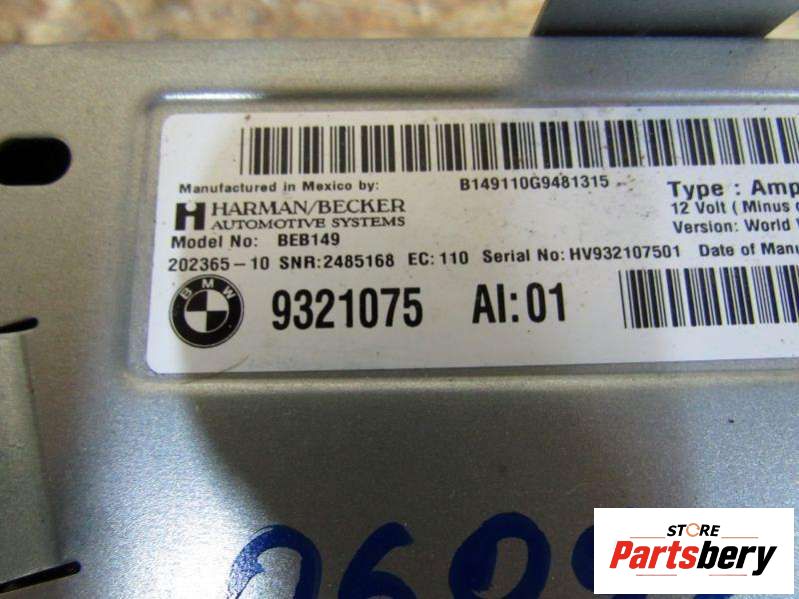 B149110G9481315
Manufactured in Mexico by:
HARMAN/BECKER
AUTOMOTIVE SYSTEMS
Type : Amp
12 Volt ( Minus
Version: World
Model No: BEB149
202365-10 SNR:2485168 EC:110 Serial No: HV932107501 Date of Manu
BMW
9321075 AI:01
STORE
Partsbery